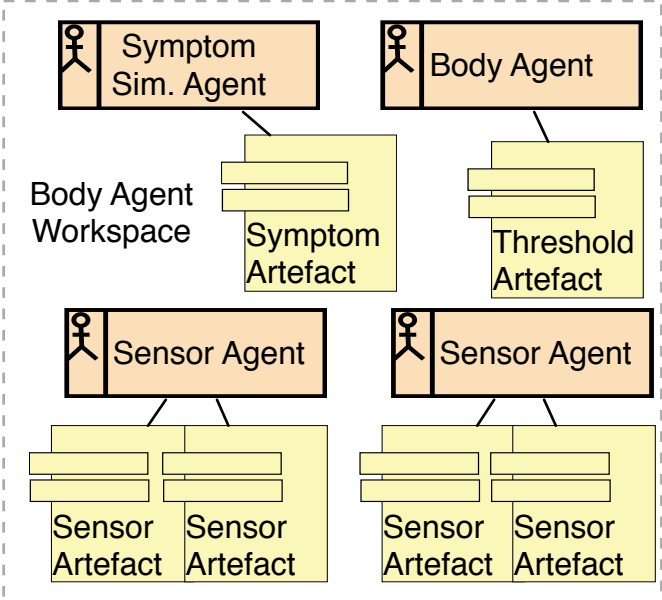 Symptom
Sim. Agent
Body Agent
Body Agent
Workspace
Symptom
Artefact
Threshold
Artefact
Sensor Agent
Sensor Agent
Sensor
Artefact
Sensor
Artefact
Sensor
Artefact
Sensor
Artefact